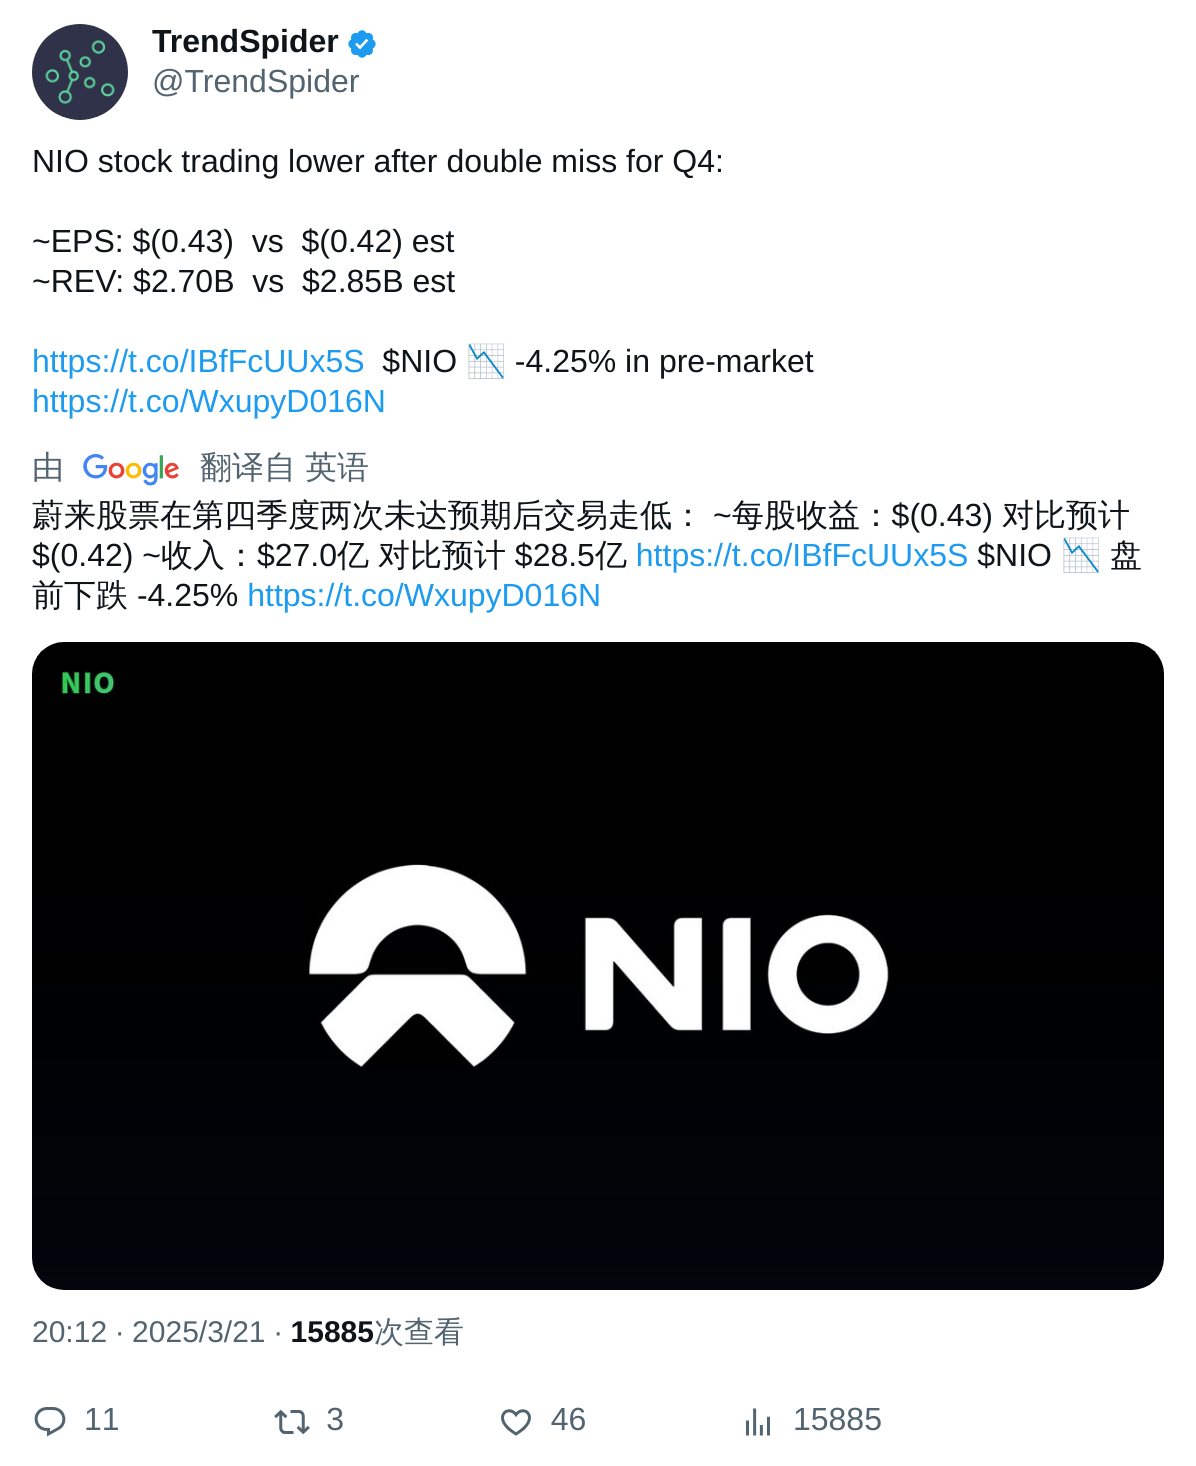 TrendSpider
@TrendSpider
NIO stock trading lower after double miss for Q4:
~EPS: $(0.43)  vs  $(0.42) est
~REV: $2.70B  vs  $2.85B est
https://t.co/IBfFcUUx5S  $NIO 📉 -4.25% in pre-market
https://t.co/WxupyD016N
由 Google 翻译自 英语
蔚来股票在第四季度两次未达预期后交易走低： ~每股收益：$(0.43) 对比预计
$(0.42) ~收入：$27.0亿 对比预计 $28.5亿 https://t.co/IBfFcUUx5S $NIO 📉 盘
前下跌 -4.25% https://t.co/WxupyD016N
NIO
NIO
20:12 · 2025/3/21 · 15885次查看
11 3 46 15885